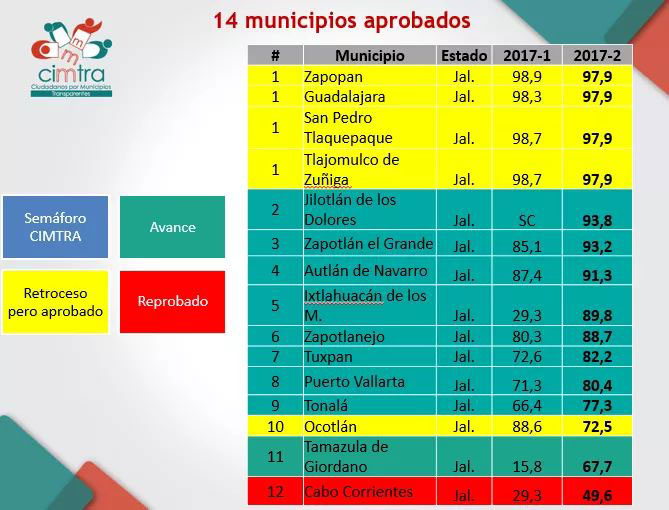 14 municipios aprobados
cimtra
Ciudadanos por Municipios
Transparentes
# Municipio Estado 2017-1 2017-2
1 Zapopan Jal. 98,9 97,9
1 Guadalajara Jal. 98,3 97,9
1 San Pedro
Tlaquepaque Jal. 98,7 97,9
1 Tlajomulco de
Zuñiga Jal. 98,7 97,9
2 Jilotlán de los
Dolores Jal. SC 93,8
3 Zapotlán el Grande Jal. 85,1 93,2
4 Autlán de Navarro Jal. 87,4 91,3
5 Ixtlahuacán de los
M. Jal. 29,3 89,8
6 Zapotlanejo Jal. 80,3 88,7
7 Tuxpan Jal. 72,6 82,2
8 Puerto Vallarta Jal. 71,3 80,4
9 Tonalá Jal. 66,4 77,3
10 Ocotlán Jal. 88,6 72,5
11 Tamazula de
Giordano Jal. 15,8 67,7
12 Cabo Corrientes Jal. 29,3 49,6
Semáforo
CIMTRA
Avance
Retroceso
pero aprobado
Reprobado